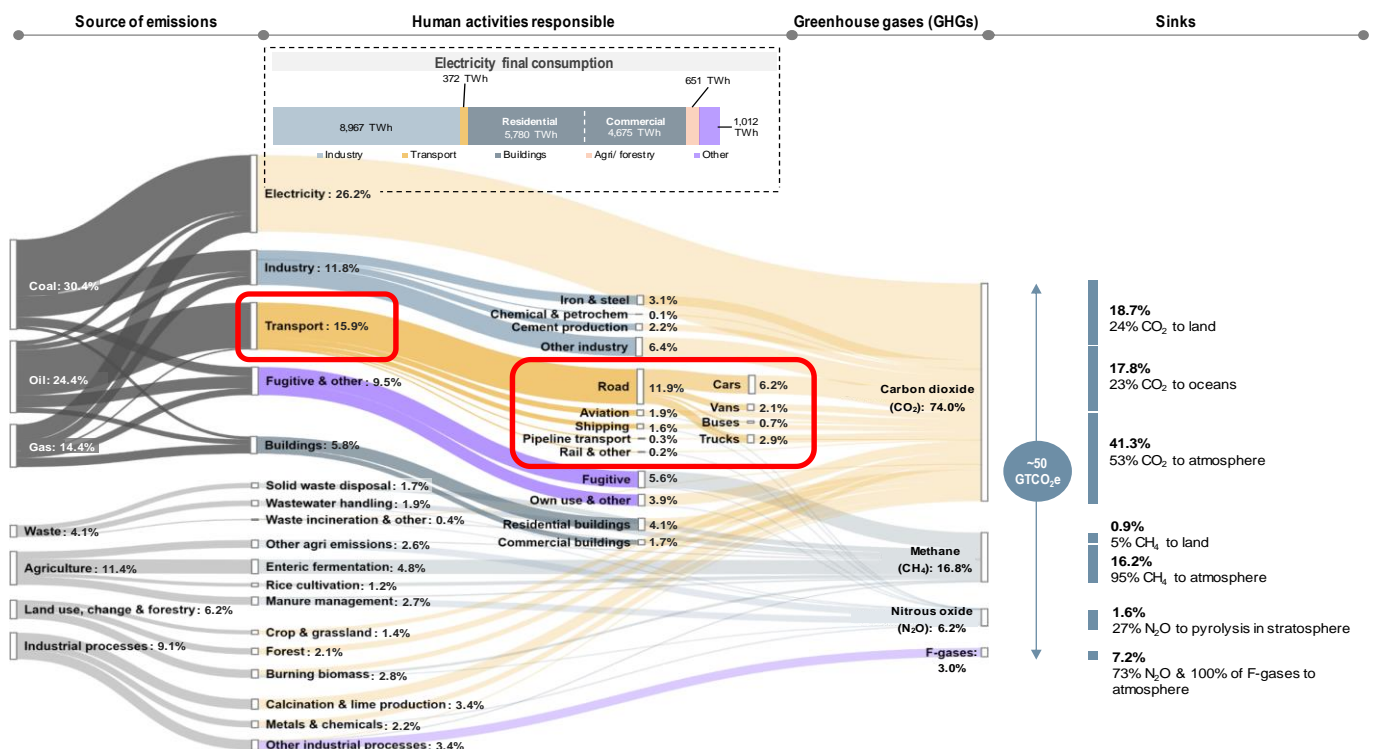 Source of emissions
Human activities responsible
Greenhouse gases (GHGs)
Sinks
Electricity final consumption
372 TWh
651 TWh
8,967 TWh
Residential
5,780 TWh
Commercial
4,675 TWh
1,012
TWh
Industry
Transport
Buildings
Agri/ forestry
Other
Coal: 30.4%
Oil: 24.4%
Gas: 14.4%
Waste: 4.1%
Agriculture: 11.4%
Land use, change & forestry: 6.2%
Industrial processes: 9.1%
Electricity: 26.2%
Industry: 11.8%
Transport: 15.9%
Fugitive & other: 9.5%
Buildings: 5.8%
Solid waste disposal: 1.7%
Wastewater handling: 1.9%
Waste incineration & other: 0.4%
Other agri emissions: 2.6%
Enteric fermentation: 4.8%
Rice cultivation: 1.2%
Manure management: 2.7%
Crop & grassland: 1.4%
Forest: 2.1%
Burning biomass: 2.8%
Calcination & lime production: 3.4%
Metals & chemicals: 2.2%
Other industrial processes: 3.4%
Iron & steel 3.1%
Chemical & petrochem 0.1%
Cement production 2.2%
Other industry 6.4%
Road 11.9%
Aviation 1.9%
Shipping 1.6%
Pipeline transport 0.3%
Rail & other 0.2%
Cars 6.2%
Vans 2.1%
Buses 0.7%
Trucks 2.9%
Fugitive 5.6%
Own use & other 3.9%
Residential buildings 4.1%
Commercial buildings 1.7%
Carbon dioxide
(CO₂): 74.0%
Methane
(CH₄): 16.8%
Nitrous oxide
(N₂O): 6.2%
F-gases:
3.0%
~50
GTCO₂e
18.7%
24% CO₂ to land
17.8%
23% CO₂ to oceans
41.3%
53% CO₂ to atmosphere
0.9%
5% CH₄ to land
16.2%
95% CH₄ to atmosphere
1.6%
27% N₂O to pyrolysis in stratosphere
7.2%
73% N₂O & 100% of F-gases to
atmosphere